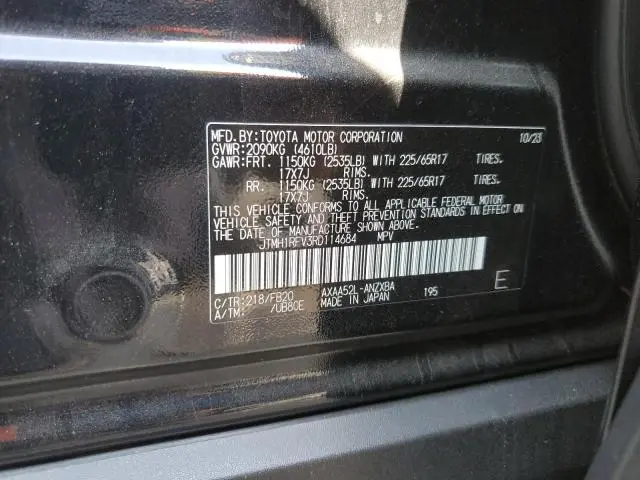 MFD.BY:TOYOTA MOTOR CORPORATION 10/23
GVWR:2090KG (4610LB)
GAWR:FRT. 1150KG (2535LB) WITH 225/65R17 TIRES.
17X7J RIMS.
RR. 1150KG (2535LB) WITH 225/65R17 TIRES.
17X7J RIMS.
THIS VEHICLE CONFORMS TO ALL APPLICABLE FEDERAL MOTOR
VEHICLE SAFETY AND THEFT PREVENTION STANDARDS IN EFFECT
ON THE DATE OF MANUFACTURE SHOWN ABOVE.
JTMH1RFV3RD114684 MPV
C/TR:218/FB20 AXAA52L-ANZXBA 195 E
A/TM: /UB80E MADE IN JAPAN